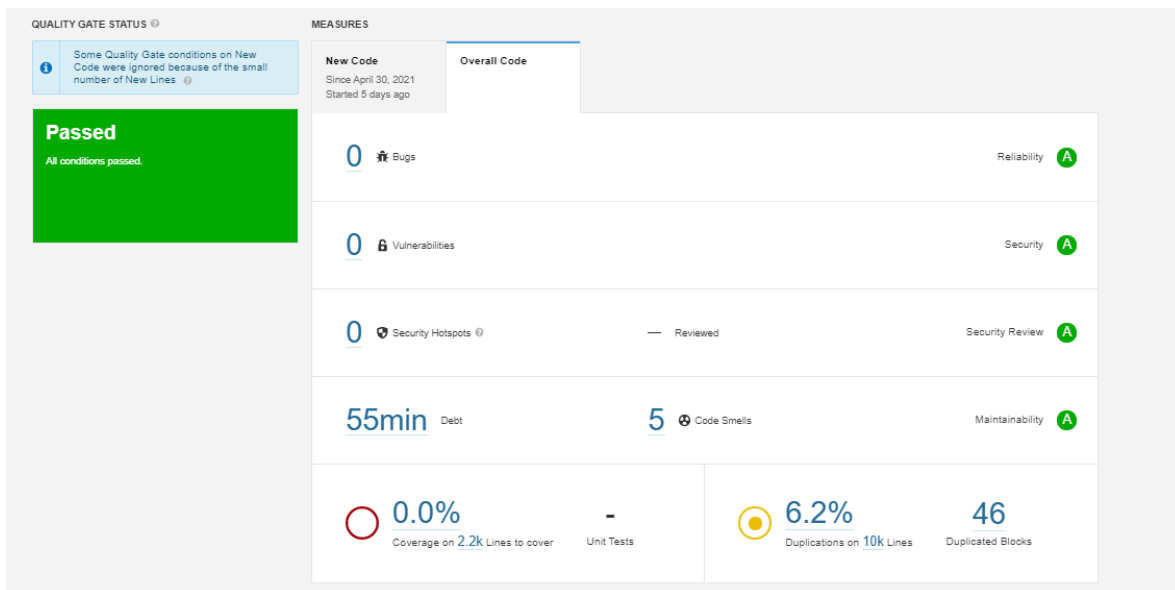 QUALITY GATE STATUS
MEASURES
Some Quality Gate conditions on New
Code were ignored because of the small
number of New Lines
Passed
All conditions passed.
New Code
Since April 30, 2021
Started 5 days ago
Overall Code
0 Bugs
Reliability A
0 Vulnerabilities
Security A
0 Security Hotspots
— Reviewed
Security Review A
55min Debt
5 Code Smells
Maintainability A
0.0%
Coverage on 2.2k Lines to cover
-
Unit Tests
6.2%
Duplications on 10k Lines
46
Duplicated Blocks